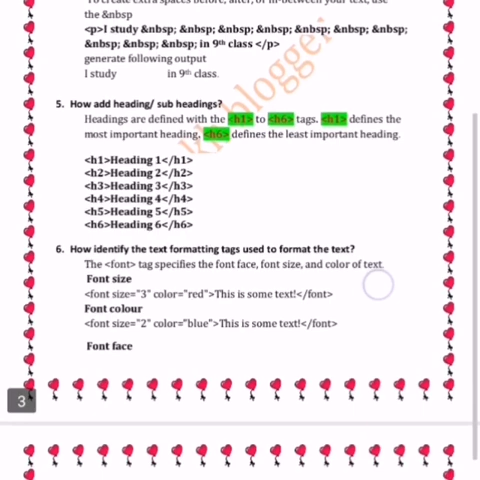 the &nbsp
<p>I study &nbsp; &nbsp; &nbsp; &nbsp; &nbsp; &nbsp; &nbsp;
&nbsp; &nbsp; &nbsp; in 9th class </p>
generate following output
I study in 9th class.
5. How add heading/ sub headings?
Headings are defined with the <h1> to <h6> tags. <h1> defines the
most important heading. <h6> defines the least important heading.
<h1>Heading 1</h1>
<h2>Heading 2</h2>
<h3>Heading 3</h3>
<h4>Heading 4</h4>
<h5>Heading 5</h5>
<h6>Heading 6</h6>
6. How identify the text formatting tags used to format the text?
The <font> tag specifies the font face, font size, and color of text.
Font size
<font size="3" color="red">This is some text!</font>
Font colour
<font size="2" color="blue">This is some text!</font>
Font face
3